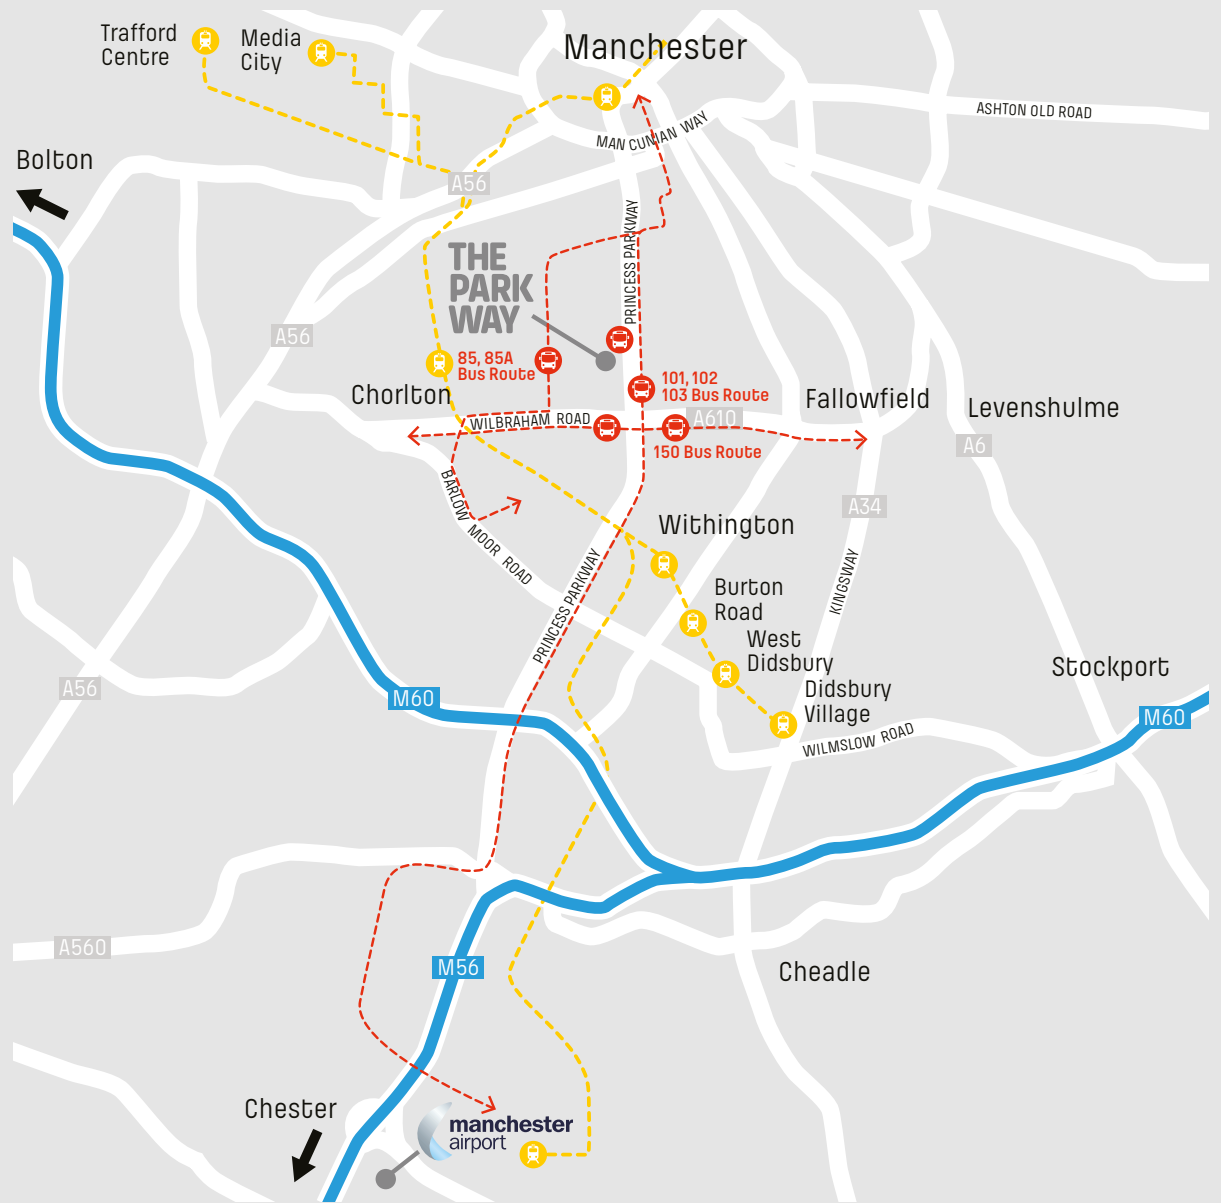 Trafford
Centre
Media
City
Manchester
ASHTON OLD ROAD
MANCUNIAN WAY
Bolton
A56
PRINCESS PARKWAY
THE
PARK
WAY
A56
85, 85A
Bus Route
101, 102
103 Bus Route
Chorlton
Fallowfield
Levenshulme
WILBRAHAM ROAD
A610
150 Bus Route
A6
BARLOW MOOR ROAD
A34
Withington
PRINCESS PARKWAY
KINGSWAY
Burton
Road
West
Didsbury
Didsbury
Village
Stockport
A56
M60
M60
WILMSLOW ROAD
A560
M56
Cheadle
Chester
manchester
airport